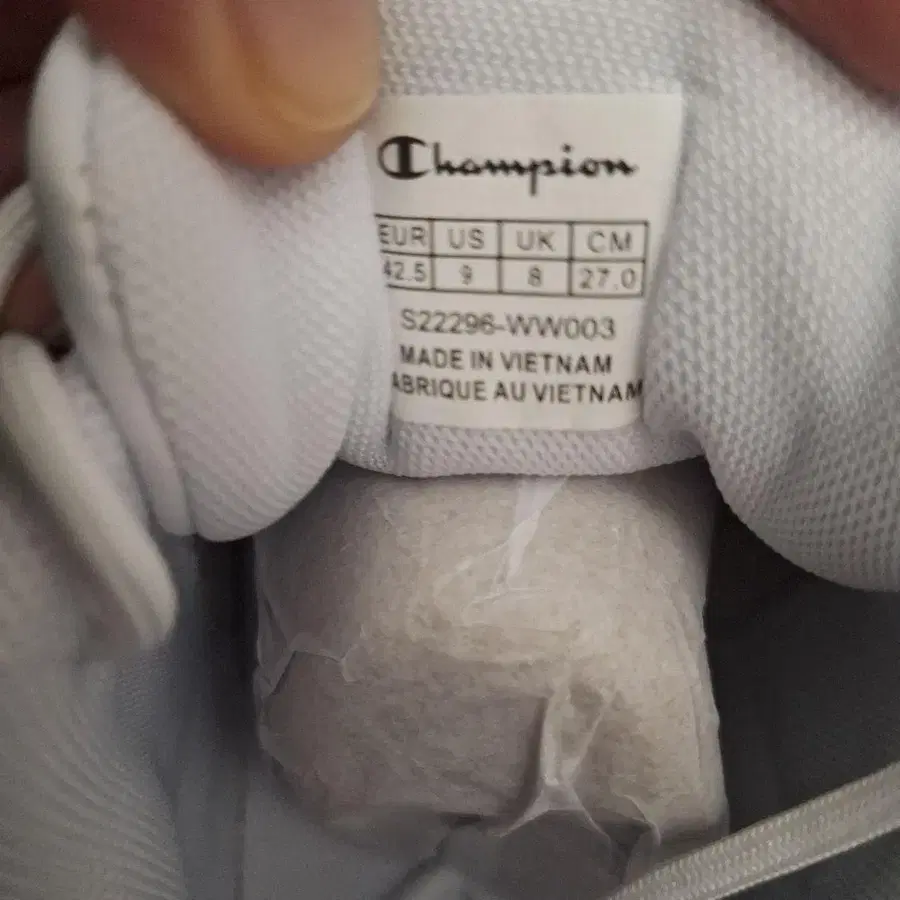 Champion
EUR US UK CM
42.5 9 8 27.0
S22296-WW003
MADE IN VIETNAM
ABRIQUE AU VIETNAM